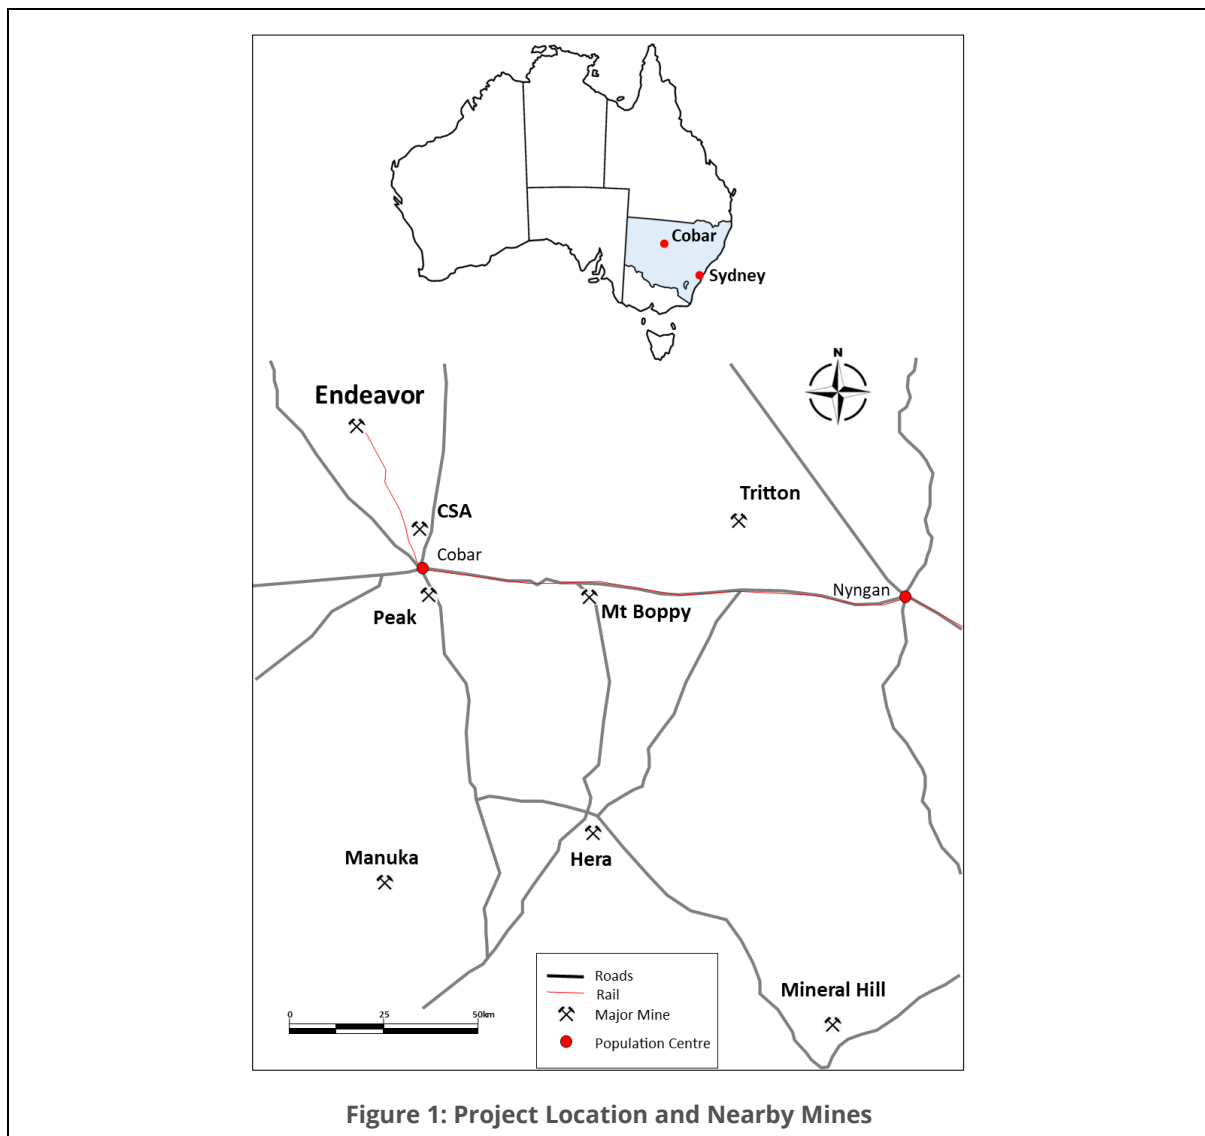 Cobar
Sydney
N
Endeavor
Tritton
CSA
Cobar
Nyngan
Peak
Mt Boppy
Manuka
Hera
Mineral Hill
Roads
Rail
Major Mine
Population Centre
0 25 50km
Figure 1: Project Location and Nearby Mines